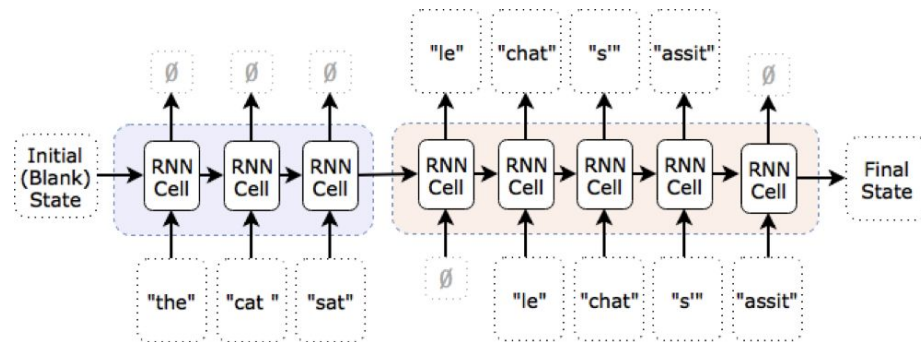 "le" "chat" "s'" "assit"
Ø Ø Ø Ø
Initial
(Blank)
State
RNN
Cell
RNN
Cell
RNN
Cell
RNN
Cell
RNN
Cell
RNN
Cell
RNN
Cell
RNN
Cell
Final
State
Ø
"the" "cat " "sat" "le" "chat" "s'" "assit"